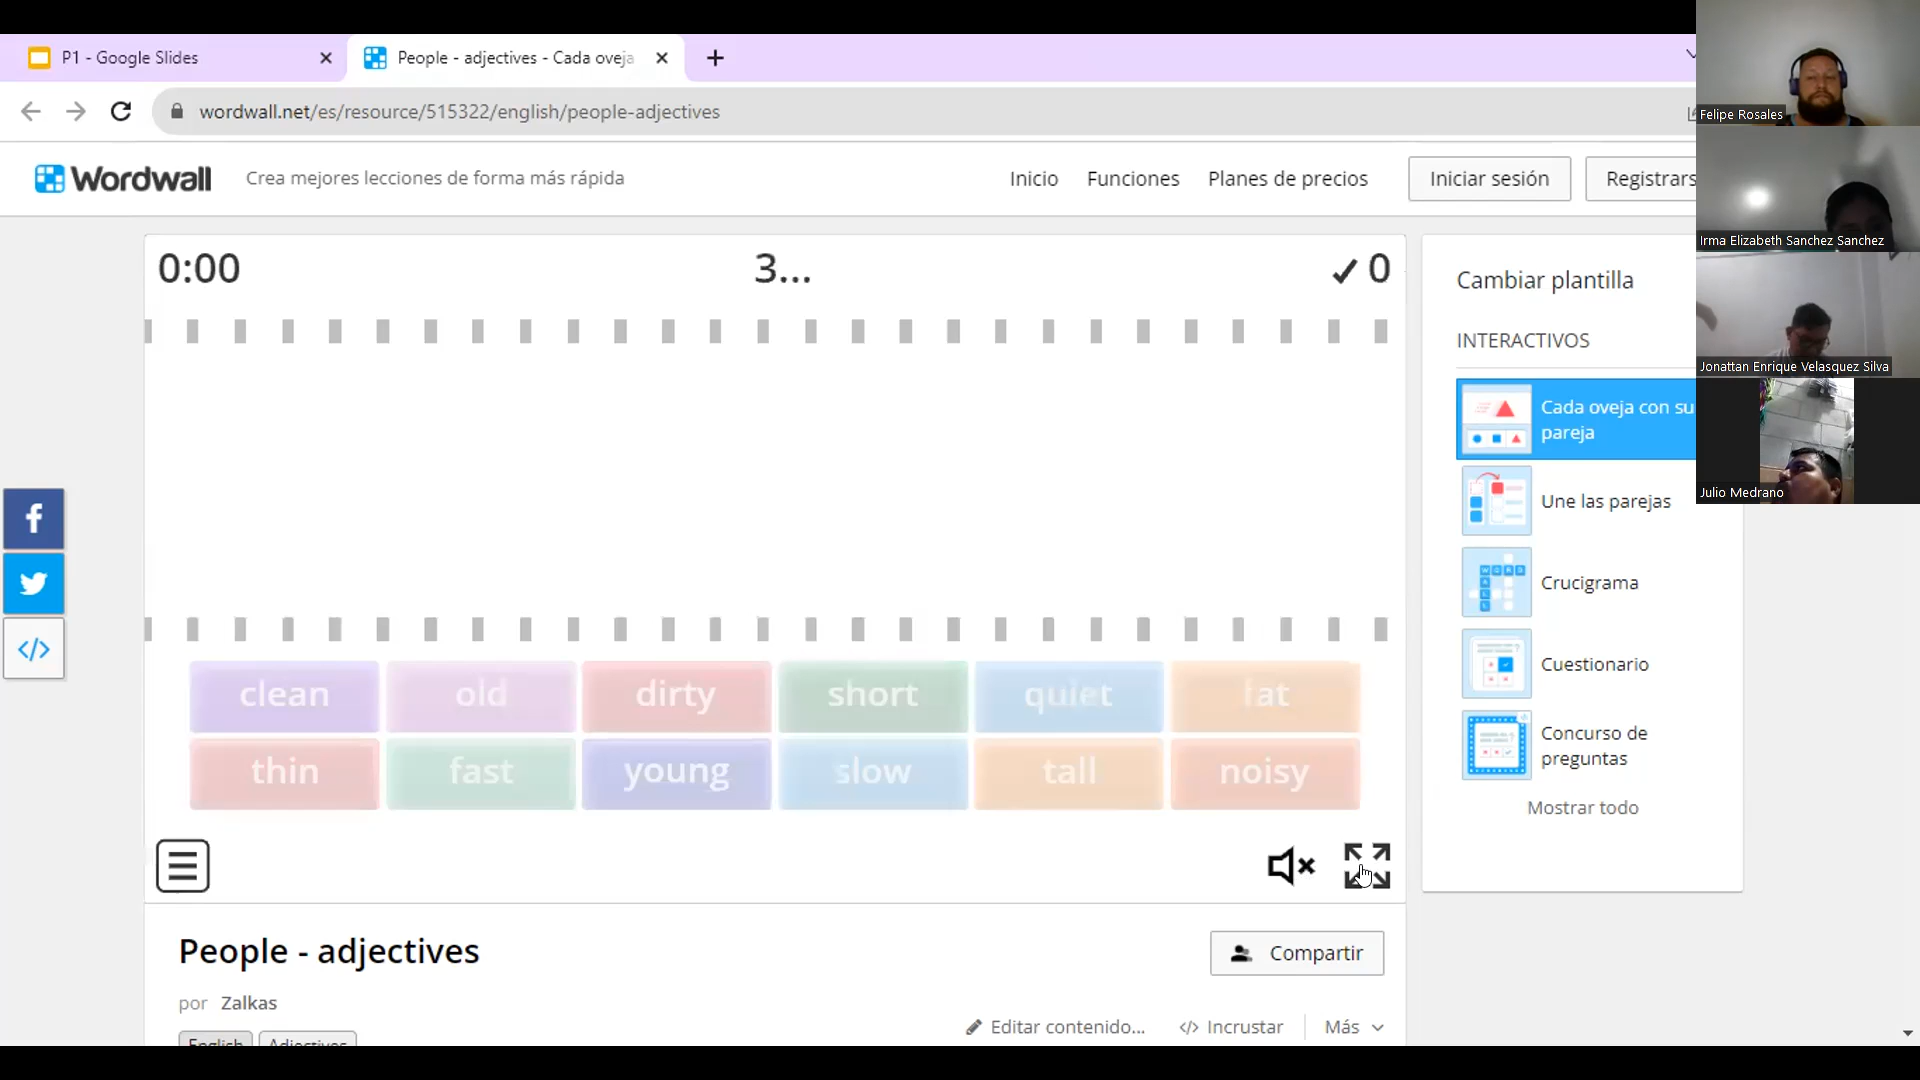 P1 - Google Slides
People - adjectives - Cada oveja
wordwall.net/es/resource/515322/english/people-adjectives
Wordwall
Crea mejores lecciones de forma más rápida
Inicio
Funciones
Planes de precios
Iniciar sesión
Registrars
Felipe Rosales
Irma Elizabeth Sanchez Sanchez
Jonattan Enrique Velasquez Silva
Julio Medrano
0:00
3...
0
clean old dirty short quiet fat
thin fast young slow tall noisy
Cambiar plantilla
INTERACTIVOS
Cada oveja con su
pareja
Une las parejas
Crucigrama
Cuestionario
Concurso de
preguntas
Mostrar todo
People - adjectives
Compartir
por Zalkas
Editar contenido...
Incrustar
Más
English
Adjectives